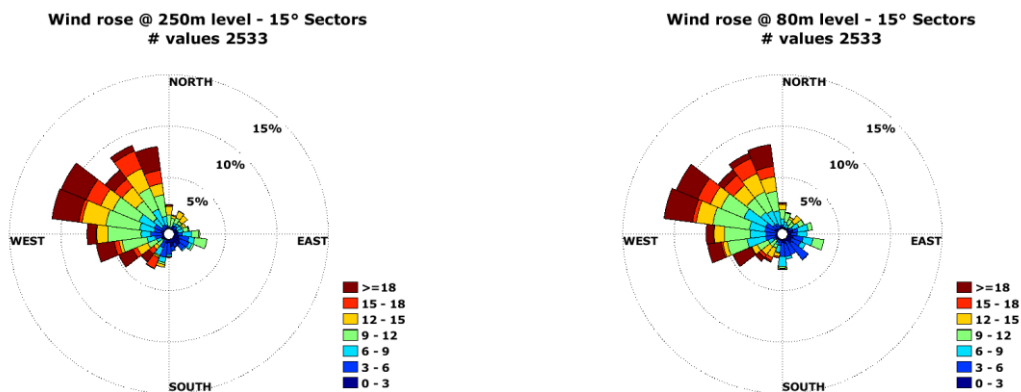 Wind rose @ 250m level - 15° Sectors
# values 2533
NORTH
15%
10%
5%
WEST
EAST
SOUTH
>=18
15 - 18
12 - 15
9 - 12
6 - 9
3 - 6
0 - 3
Wind rose @ 80m level - 15° Sectors
# values 2533
NORTH
15%
10%
5%
WEST
EAST
SOUTH
>=18
15 - 18
12 - 15
9 - 12
6 - 9
3 - 6
0 - 3